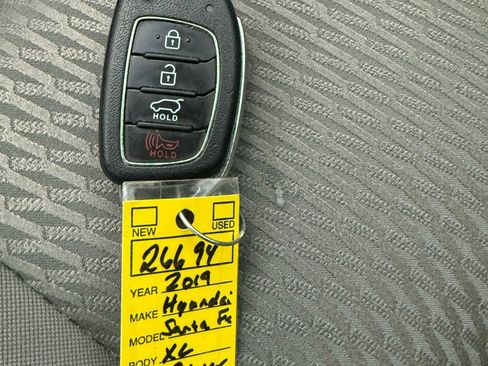 HOLD
HOLD
NEW USED
26694
YEAR 2019
MAKE Hyundai
MODEL Santa Fe
BODY XL